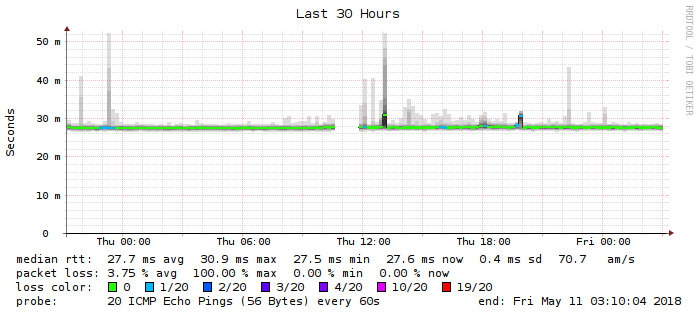 Last 30 Hours
RRDTOOL / TOBI OETIKER
Seconds
50 m
40 m
30 m
20 m
10 m
0
Thu 00:00 Thu 06:00 Thu 12:00 Thu 18:00 Fri 00:00
median rtt: 27.7 ms avg 30.9 ms max 27.5 ms min 27.6 ms now 0.4 ms sd 70.7 am/s
packet loss: 3.75 % avg 100.00 % max 0.00 % min 0.00 % now
loss color: 0 1/20 2/20 3/20 4/20 10/20 19/20
probe: 20 ICMP Echo Pings (56 Bytes) every 60s end: Fri May 11 03:10:04 2018